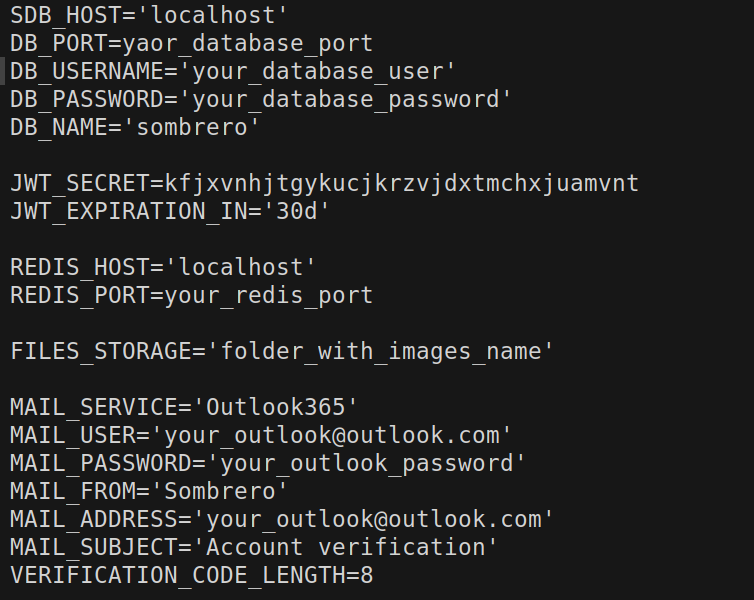 SDB_HOST='localhost'
DB_PORT=yaor_database_port
DB_USERNAME='your_database_user'
DB_PASSWORD='your_database_password'
DB_NAME='sombrero'
JWT_SECRET=kfjxvnhjtgykucjkrzvjdxtmchxjuamvnt
JWT_EXPIRATION_IN='30d'
REDIS_HOST='localhost'
REDIS_PORT=your_redis_port
FILES_STORAGE='folder_with_images_name'
MAIL_SERVICE='Outlook365'
MAIL_USER='your_outlook@outlook.com'
MAIL_PASSWORD='your_outlook_password'
MAIL_FROM='Sombrero'
MAIL_ADDRESS='your_outlook@outlook.com'
MAIL_SUBJECT='Account verification'
VERIFICATION_CODE_LENGTH=8